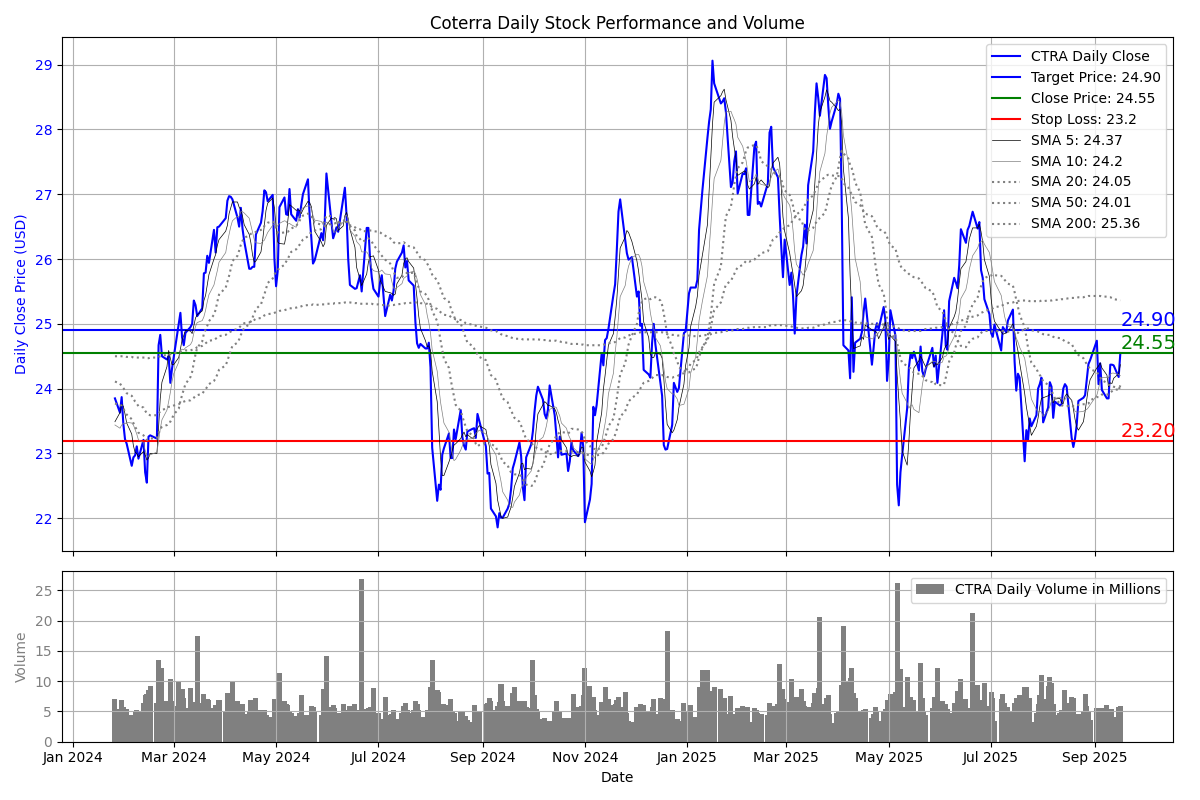 Coterra Daily Stock Performance and Volume
Daily Close Price (USD)
29
28
27
26
25
24
23
22
CTRA Daily Close
Target Price: 24.90
Close Price: 24.55
Stop Loss: 23.2
SMA 5: 24.37
SMA 10: 24.2
SMA 20: 24.05
SMA 50: 24.01
SMA 200: 25.36
24.90
24.55
23.20
Volume
25
20
15
10
5
0
CTRA Daily Volume in Millions
Jan 2024 Mar 2024 May 2024 Jul 2024 Sep 2024 Nov 2024 Jan 2025 Mar 2025 May 2025 Jul 2025 Sep 2025
Date